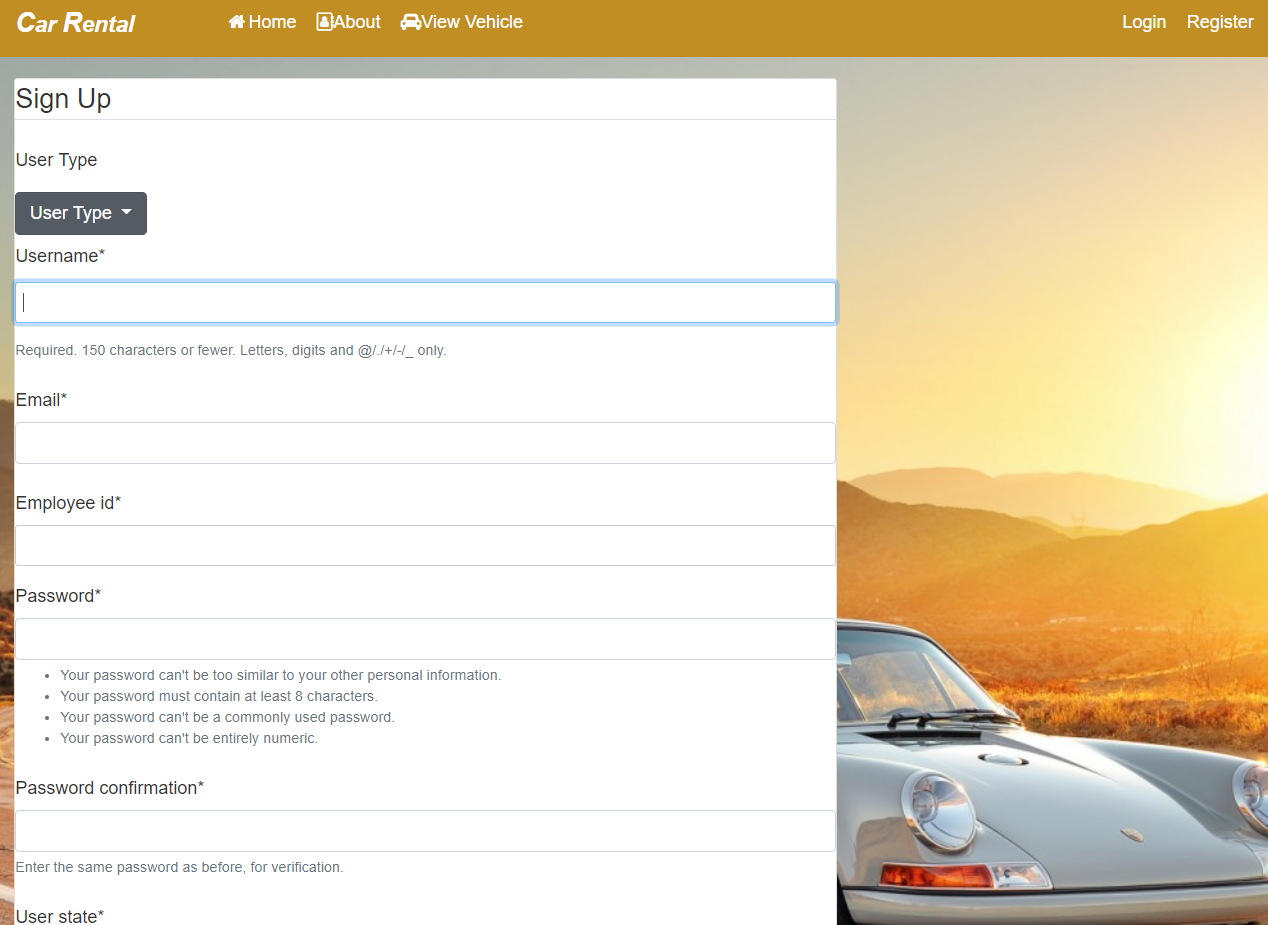 Car Rental Home About View Vehicle Login Register
Sign Up
User Type
User Type
Username*
Required. 150 characters or fewer. Letters, digits and @/./+/-/_ only.
Email*
Employee id*
Password*
Your password can't be too similar to your other personal information.
Your password must contain at least 8 characters.
Your password can't be a commonly used password.
Your password can't be entirely numeric.
Password confirmation*
Enter the same password as before, for verification.
User state*